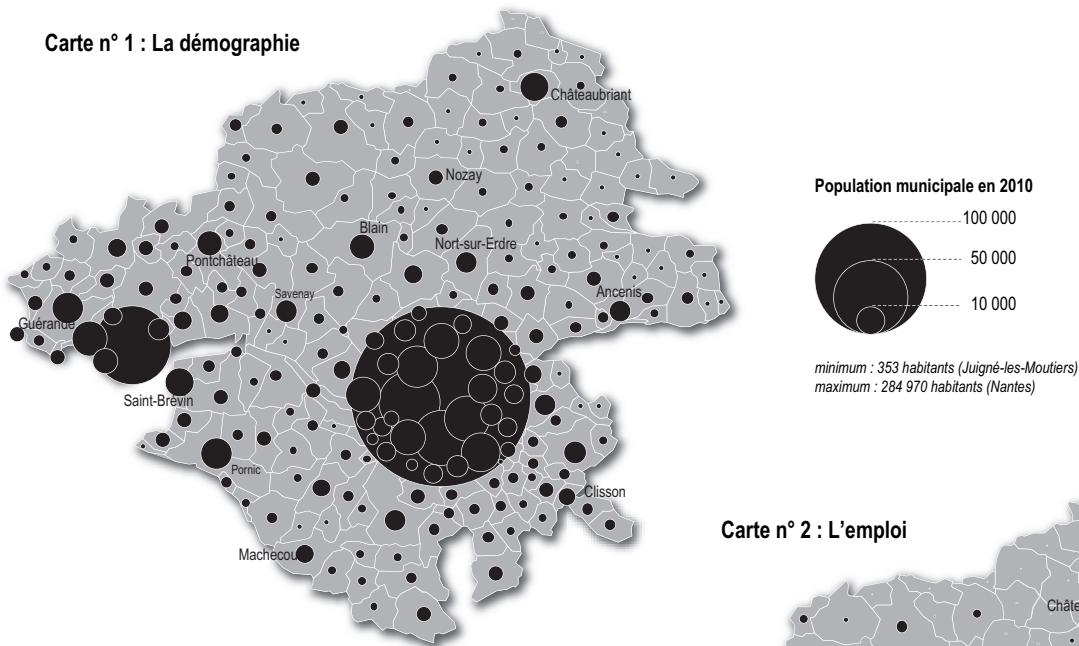 Carte n° 1 : La démographie
Châteaubriant
Nozay
Population municipale en 2010
100 000
50 000
10 000
Blain
Nort-sur-Erdre
Pontchâteau
Savenay
Ancenis
Guérande
minimum : 353 habitants (Juigné-les-Moutiers)
maximum : 284 970 habitants (Nantes)
Saint-Brévin
Pornic
Clisson
Carte n° 2 : L'emploi
Machecoul
Châte